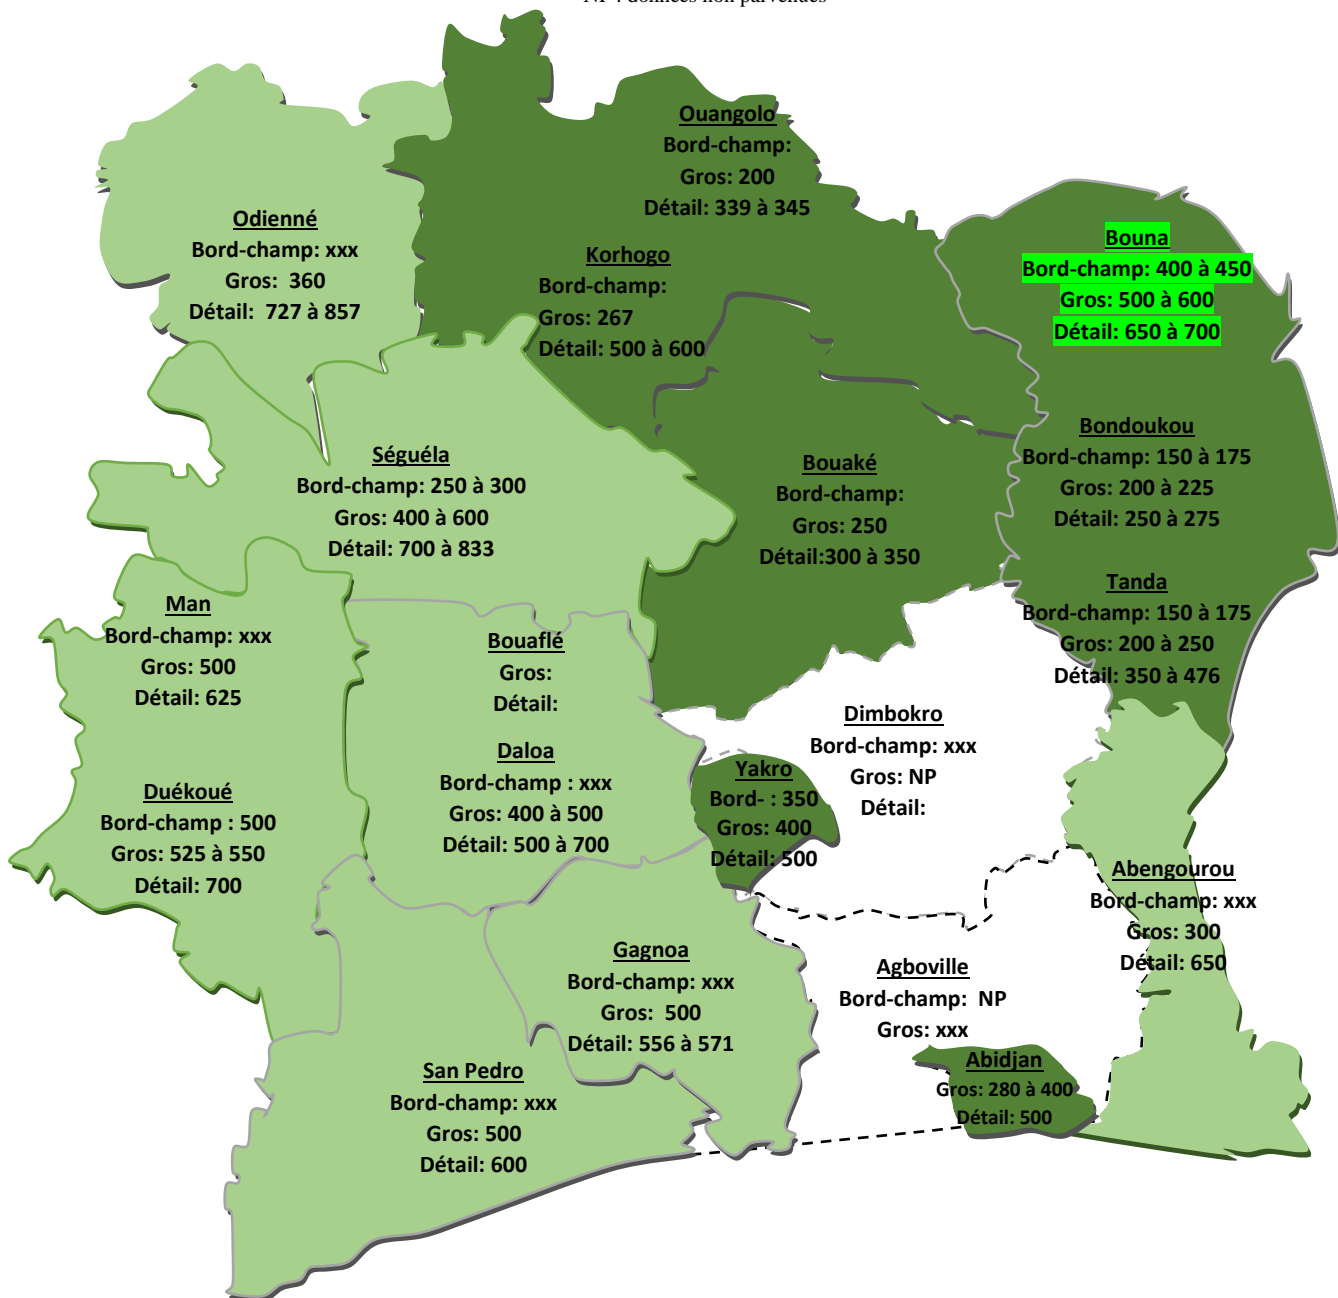 NP : données non parvenues
Ouangolo
Bord-champ:
Gros: 200
Détail: 339 à 345
Odienné
Bord-champ: xxx
Gros: 360
Détail: 727 à 857
Korhogo
Bord-champ:
Gros: 267
Détail: 500 à 600
Bouna
Bord-champ: 400 à 450
Gros: 500 à 600
Détail: 650 à 700
Séguéla
Bord-champ: 250 à 300
Gros: 400 à 600
Détail: 700 à 833
Bouaké
Bord-champ:
Gros: 250
Détail:300 à 350
Bondoukou
Bord-champ: 150 à 175
Gros: 200 à 225
Détail: 250 à 275
Tanda
Bord-champ: 150 à 175
Gros: 200 à 250
Détail: 350 à 476
Man
Bord-champ: xxx
Gros: 500
Détail: 625
Bouaflé
Gros:
Détail:
Daloa
Bord-champ : xxx
Gros: 400 à 500
Détail: 500 à 700
Dimbokro
Bord-champ: xxx
Gros: NP
Détail:
Yakro
Bord- : 350
Gros: 400
Détail: 500
Duékoué
Bord-champ : 500
Gros: 525 à 550
Détail: 700
Abengourou
Bord-champ: xxx
Gros: 300
Détail: 650
Gagnoa
Bord-champ: xxx
Gros: 500
Détail: 556 à 571
Agboville
Bord-champ: NP
Gros: xxx
San Pedro
Bord-champ: xxx
Gros: 500
Détail: 600
Abidjan
Gros: 280 à 400
Détail: 500